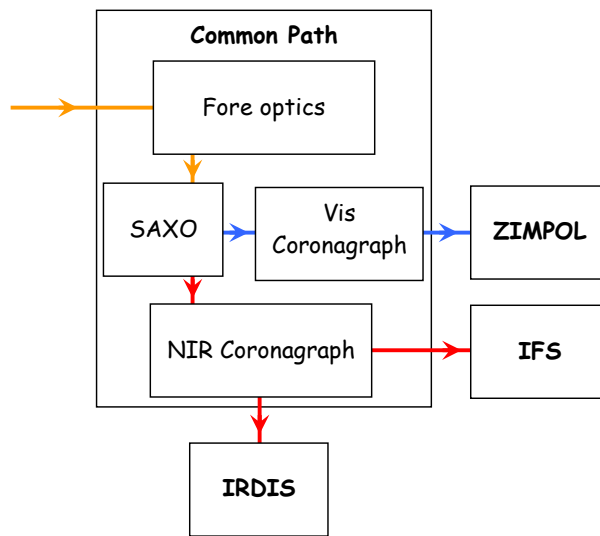 Common Path
Fore optics
SAXO
Vis
Coronagraph
ZIMPOL
NIR Coronagraph
IFS
IRDIS